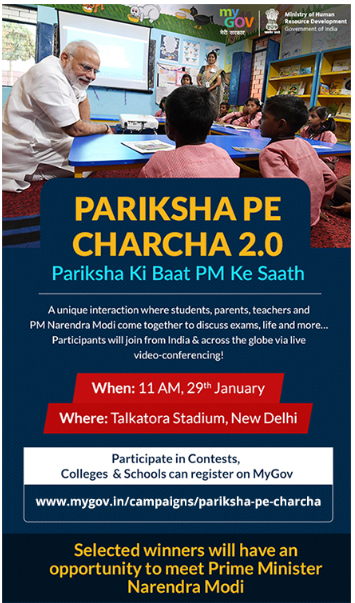 my
GOV
मेरी सरकार
Ministry of Human
Resource Development
Government of India
PARIKSHA PE
CHARCHA 2.0
Pariksha Ki Baat PM Ke Saath
A unique interaction where students, parents, teachers and
PM Narendra Modi come together to discuss exams, life and more...
Participants will join from India & across the globe via live
video-conferencing!
When: 11 AM, 29th January
Where: Talkatora Stadium, New Delhi
Participate in Contests,
Colleges & Schools can register on MyGov
www.mygov.in/campaigns/pariksha-pe-charcha
Selected winners will have an
opportunity to meet Prime Minister
Narendra Modi